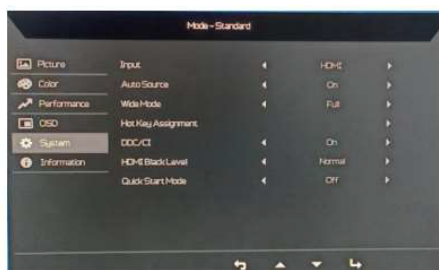 Mode - Standard
Picture
Input
HDMI
Color
Auto Source
On
Performance
Wide Mode
Full
OSD
Hot Key Assignment
System
DDC/CI
On
Information
HDMI Black Level
Normal
Quick Start Mode
Off